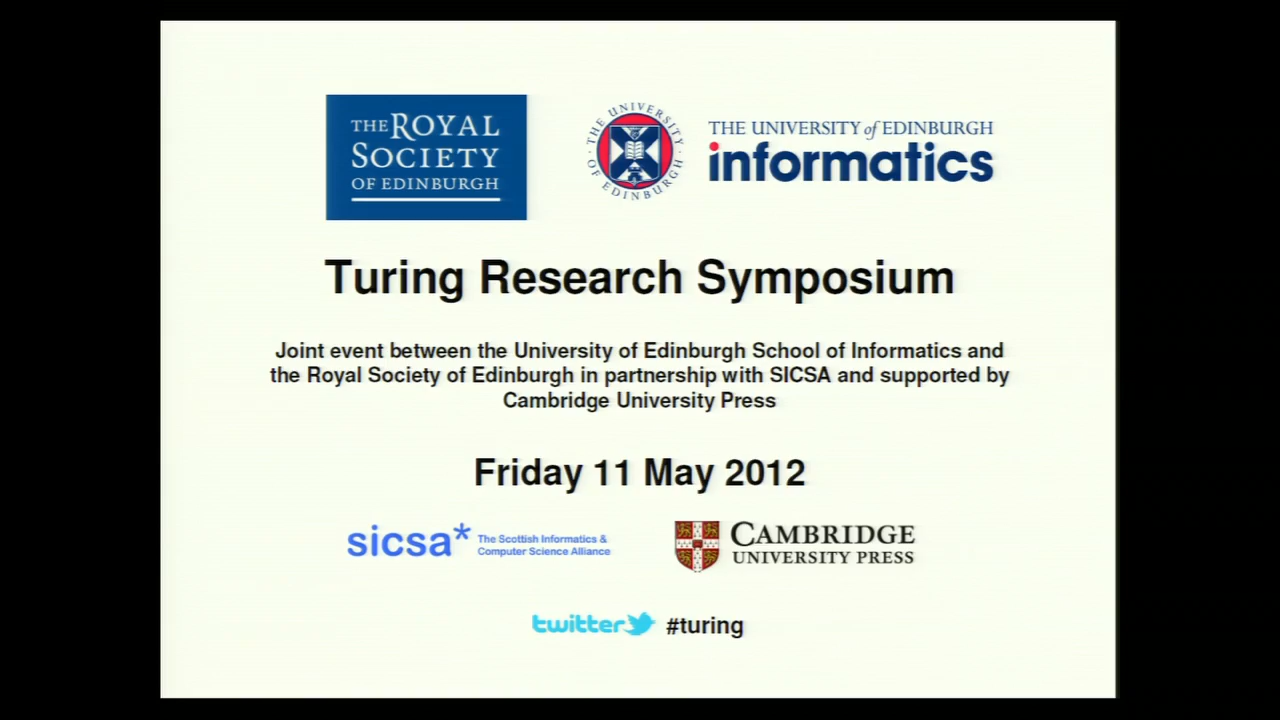 THE ROYAL
SOCIETY
OF EDINBURGH
THE UNIVERSITY OF EDINBURGH
THE UNIVERSITY of EDINBURGH
informatics
Turing Research Symposium
Joint event between the University of Edinburgh School of Informatics and
the Royal Society of Edinburgh in partnership with SICSA and supported by
Cambridge University Press
Friday 11 May 2012
sicsa* The Scottish Informatics &
Computer Science Alliance
CAMBRIDGE
UNIVERSITY PRESS
twitter #turing